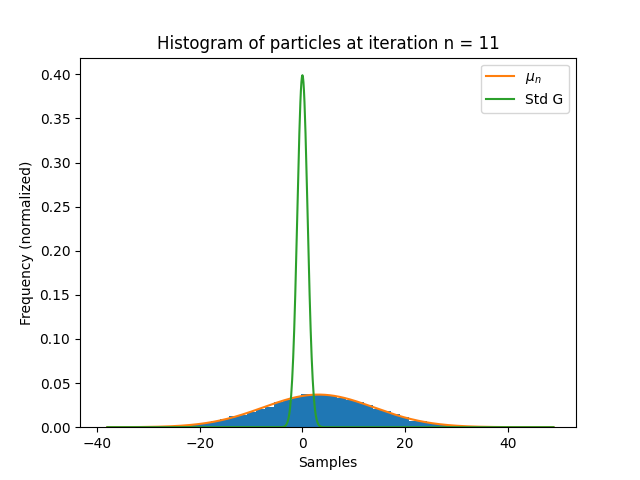 Histogram of particles at iteration n = 11
μn
Std G
Frequency (normalized)
0.40
0.35
0.30
0.25
0.20
0.15
0.10
0.05
0.00
−40
−20
0
20
40
Samples